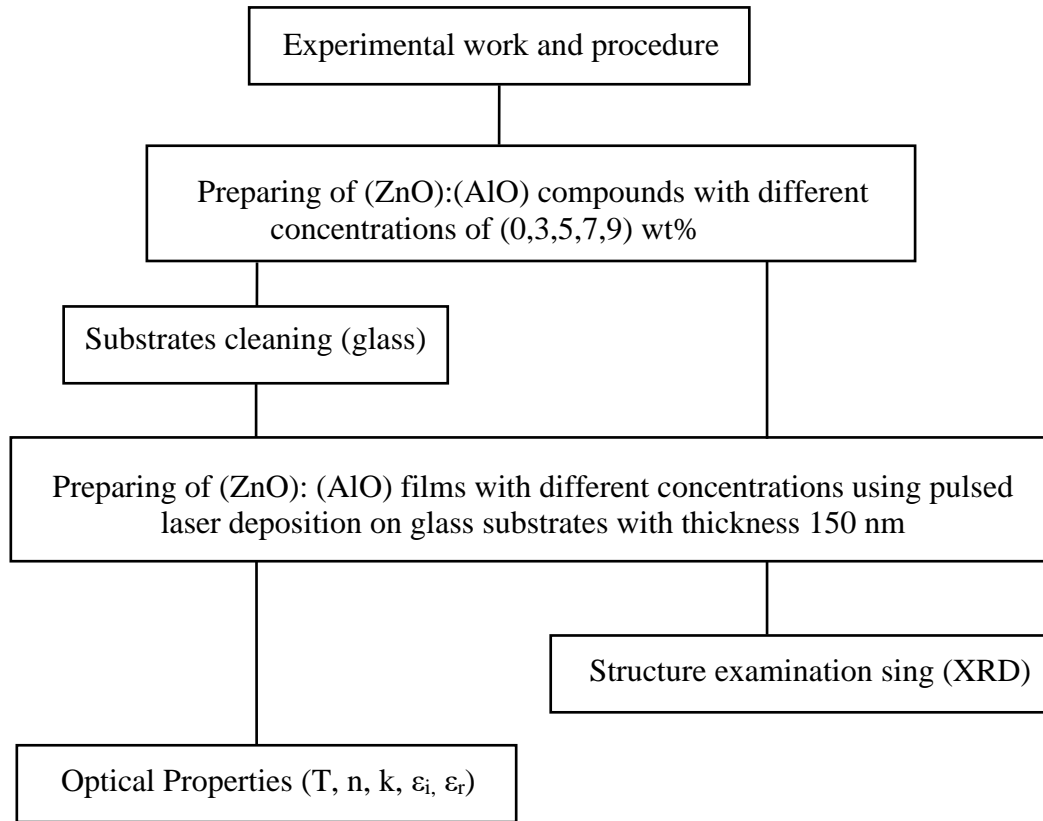 Experimental work and procedure
Preparing of (ZnO):(AlO) compounds with different
concentrations of (0,3,5,7,9) wt%
Substrates cleaning (glass)
Preparing of (ZnO): (AlO) films with different concentrations using pulsed
laser deposition on glass substrates with thickness 150 nm
Structure examination sing (XRD)
Optical Properties (T, n, k, εᵢ, εᵣ)